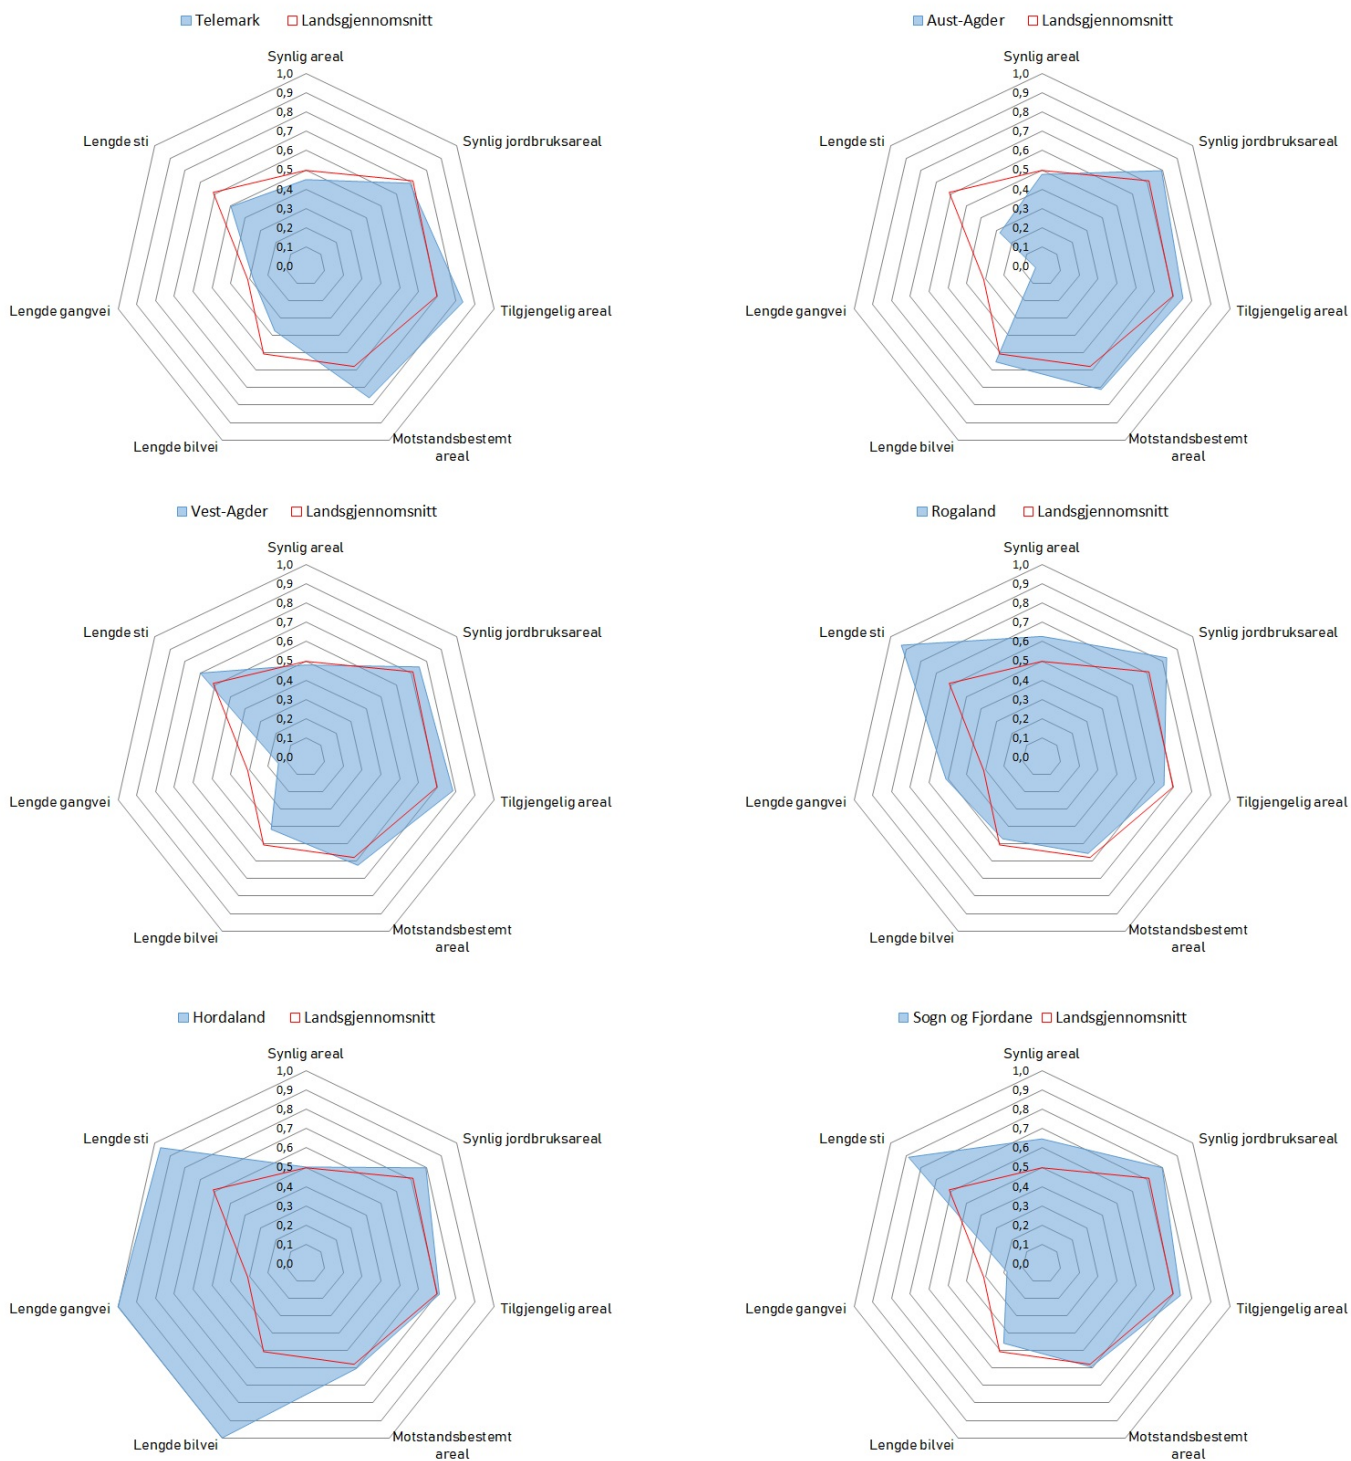 Telemark Landsgjennomsnitt
Synlig areal
1,0
0,9
0,8
0,7
0,6
0,5
0,4
0,3
0,2
0,1
0,0
Synlig jordbruksareal
Tilgjengelig areal
Motstandsbestemt
areal
Lengde bilvei
Lengde gangvei
Lengde sti
Aust-Agder Landsgjennomsnitt
Synlig areal
1,0
0,9
0,8
0,7
0,6
0,5
0,4
0,3
0,2
0,1
0,0
Synlig jordbruksareal
Tilgjengelig areal
Motstandsbestemt
areal
Lengde bilvei
Lengde gangvei
Lengde sti
Vest-Agder Landsgjennomsnitt
Synlig areal
1,0
0,9
0,8
0,7
0,6
0,5
0,4
0,3
0,2
0,1
0,0
Synlig jordbruksareal
Tilgjengelig areal
Motstandsbestemt
areal
Lengde bilvei
Lengde gangvei
Lengde sti
Rogaland Landsgjennomsnitt
Synlig areal
1,0
0,9
0,8
0,7
0,6
0,5
0,4
0,3
0,2
0,1
0,0
Synlig jordbruksareal
Tilgjengelig areal
Motstandsbestemt
areal
Lengde bilvei
Lengde gangvei
Lengde sti
Hordaland Landsgjennomsnitt
Synlig areal
1,0
0,9
0,8
0,7
0,6
0,5
0,4
0,3
0,2
0,1
0,0
Synlig jordbruksareal
Tilgjengelig areal
Motstandsbestemt
areal
Lengde bilvei
Lengde gangvei
Lengde sti
Sogn og Fjordane Landsgjennomsnitt
Synlig areal
1,0
0,9
0,8
0,7
0,6
0,5
0,4
0,3
0,2
0,1
0,0
Synlig jordbruksareal
Tilgjengelig areal
Motstandsbestemt
areal
Lengde bilvei
Lengde gangvei
Lengde sti